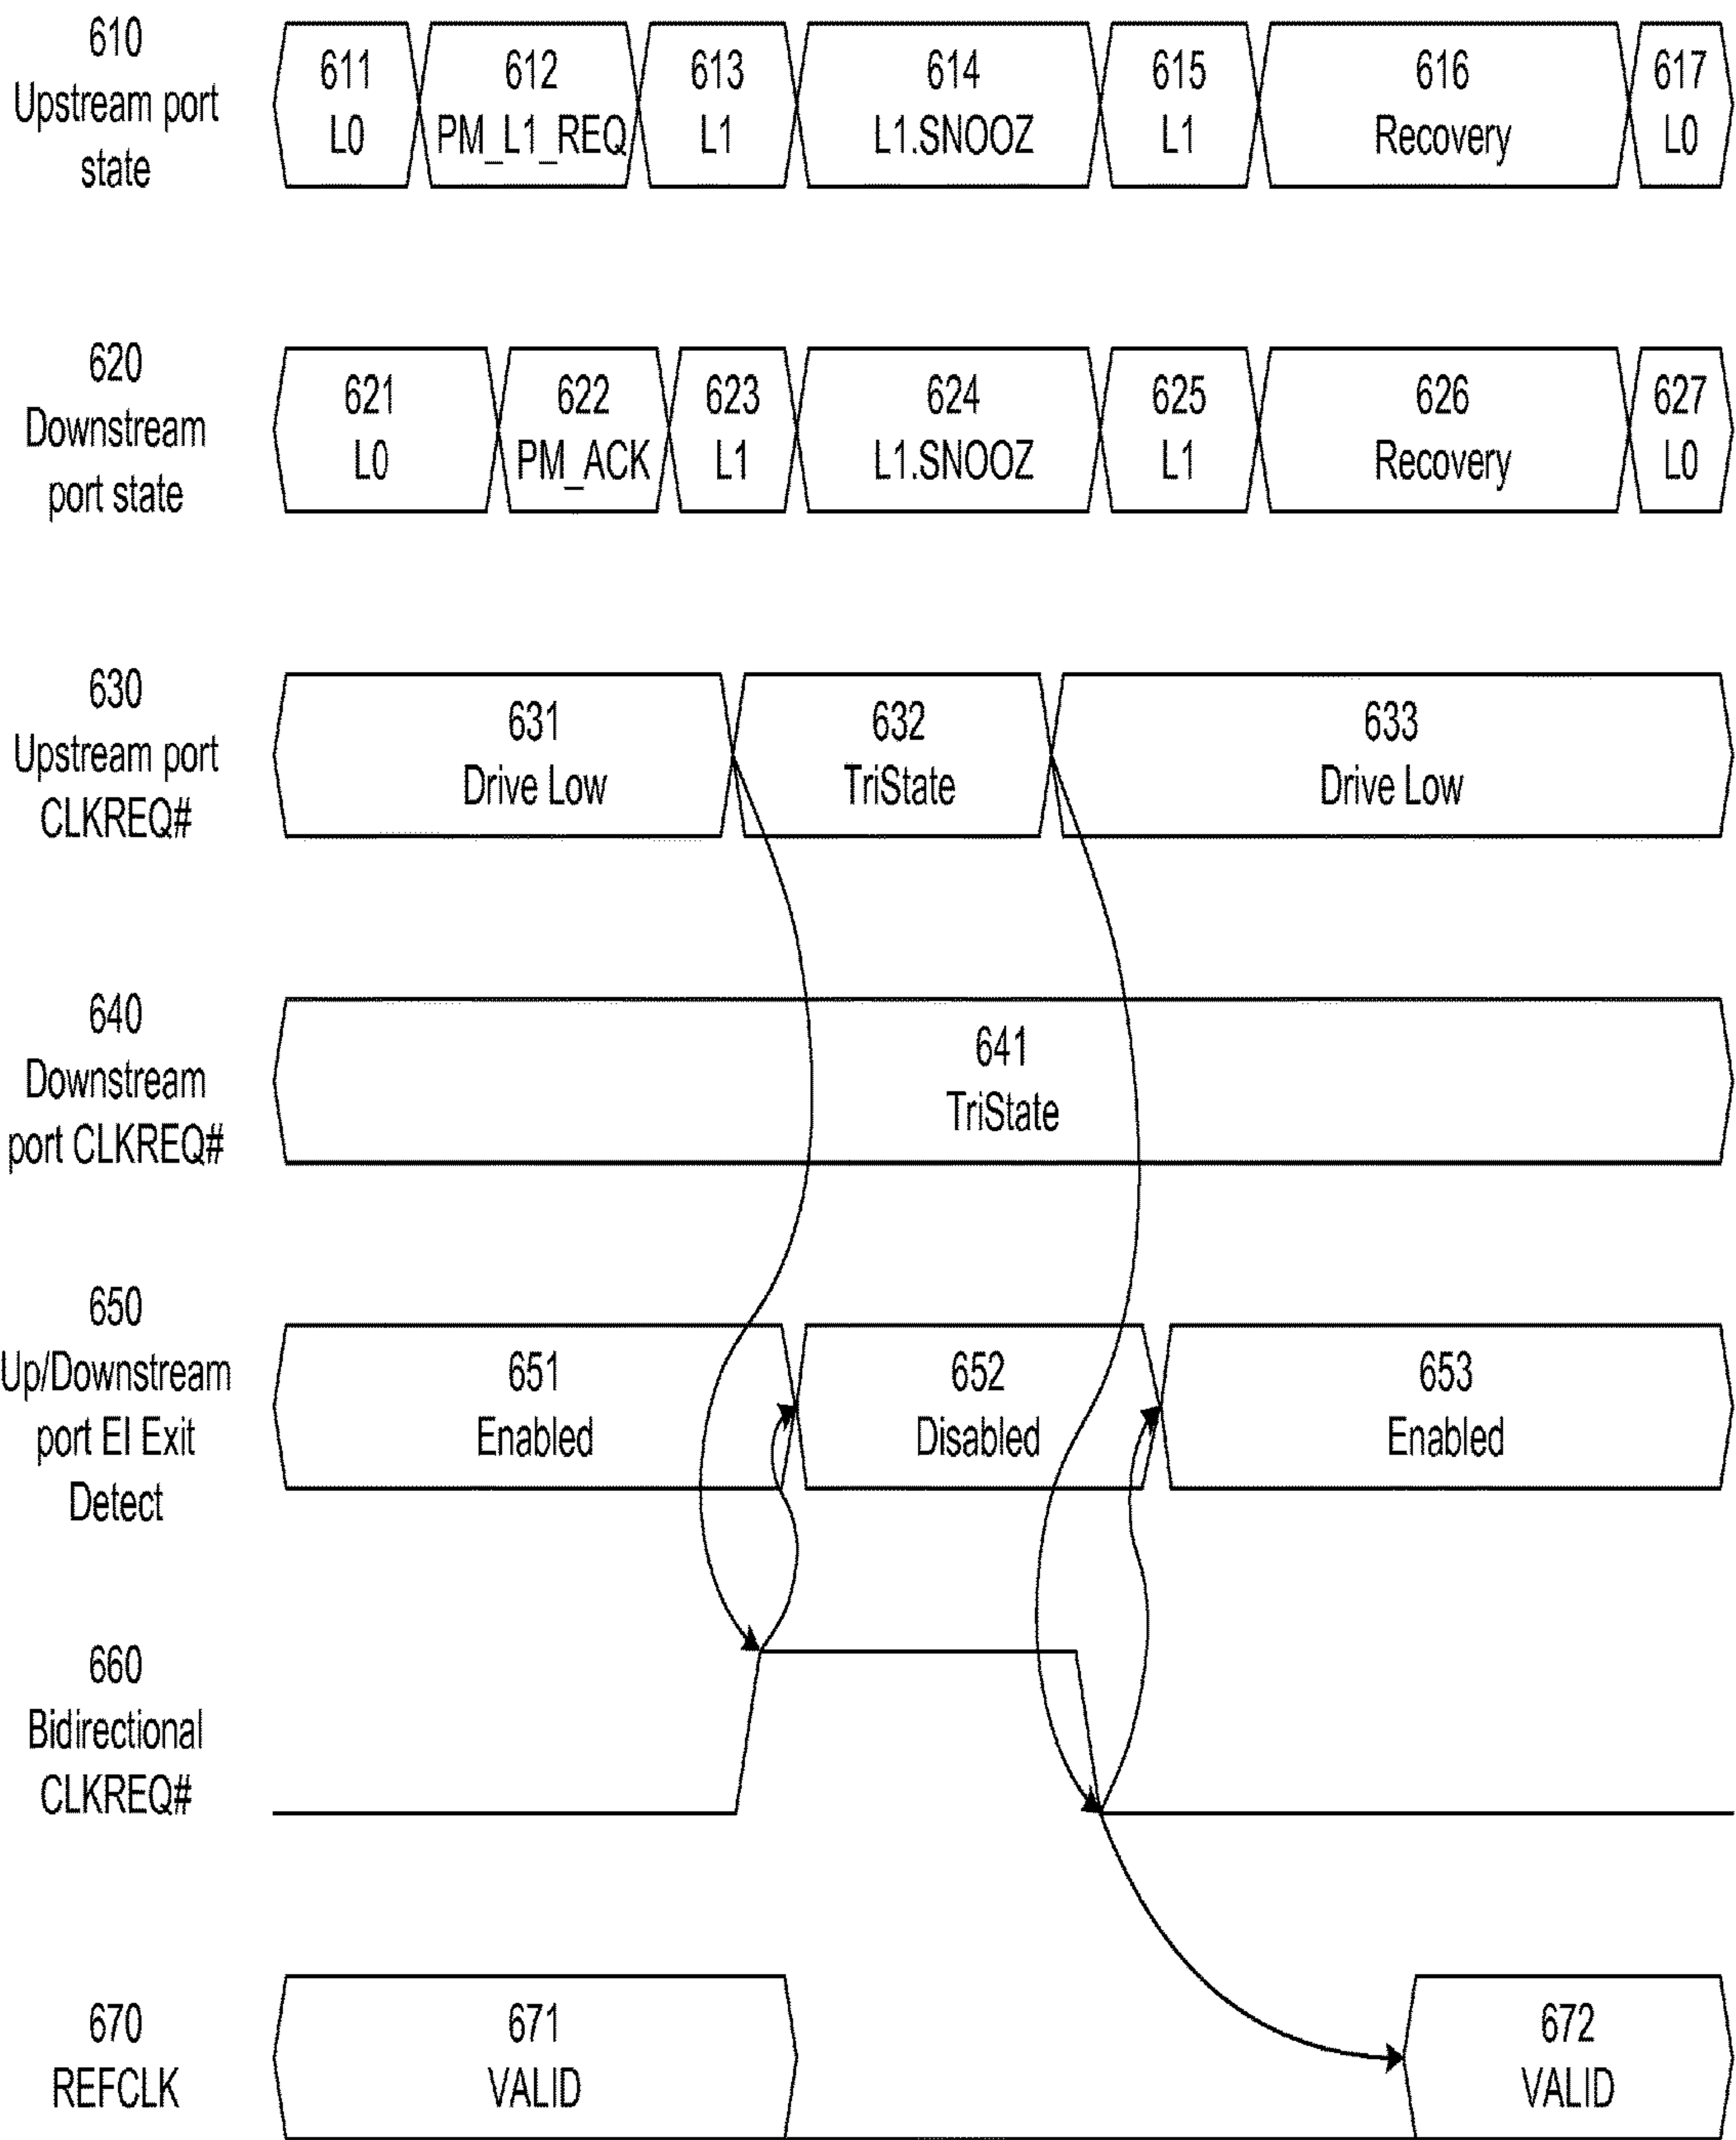 610
Upstream port
state
611
L0
612
PM_L1_REQ
613
L1
614
L1.SNOOZ
615
L1
616
Recovery
617
L0
620
Downstream
port state
621
L0
622
PM_ACK
623
L1
624
L1.SNOOZ
625
L1
626
Recovery
627
L0
630
Upstream port
CLKREQ#
631
Drive Low
632
TriState
633
Drive Low
640
Downstream
port CLKREQ#
641
TriState
650
Up/Downstream
port EI Exit
Detect
651
Enabled
652
Disabled
653
Enabled
660
Bidirectional
CLKREQ#
670
REFCLK
671
VALID
672
VALID